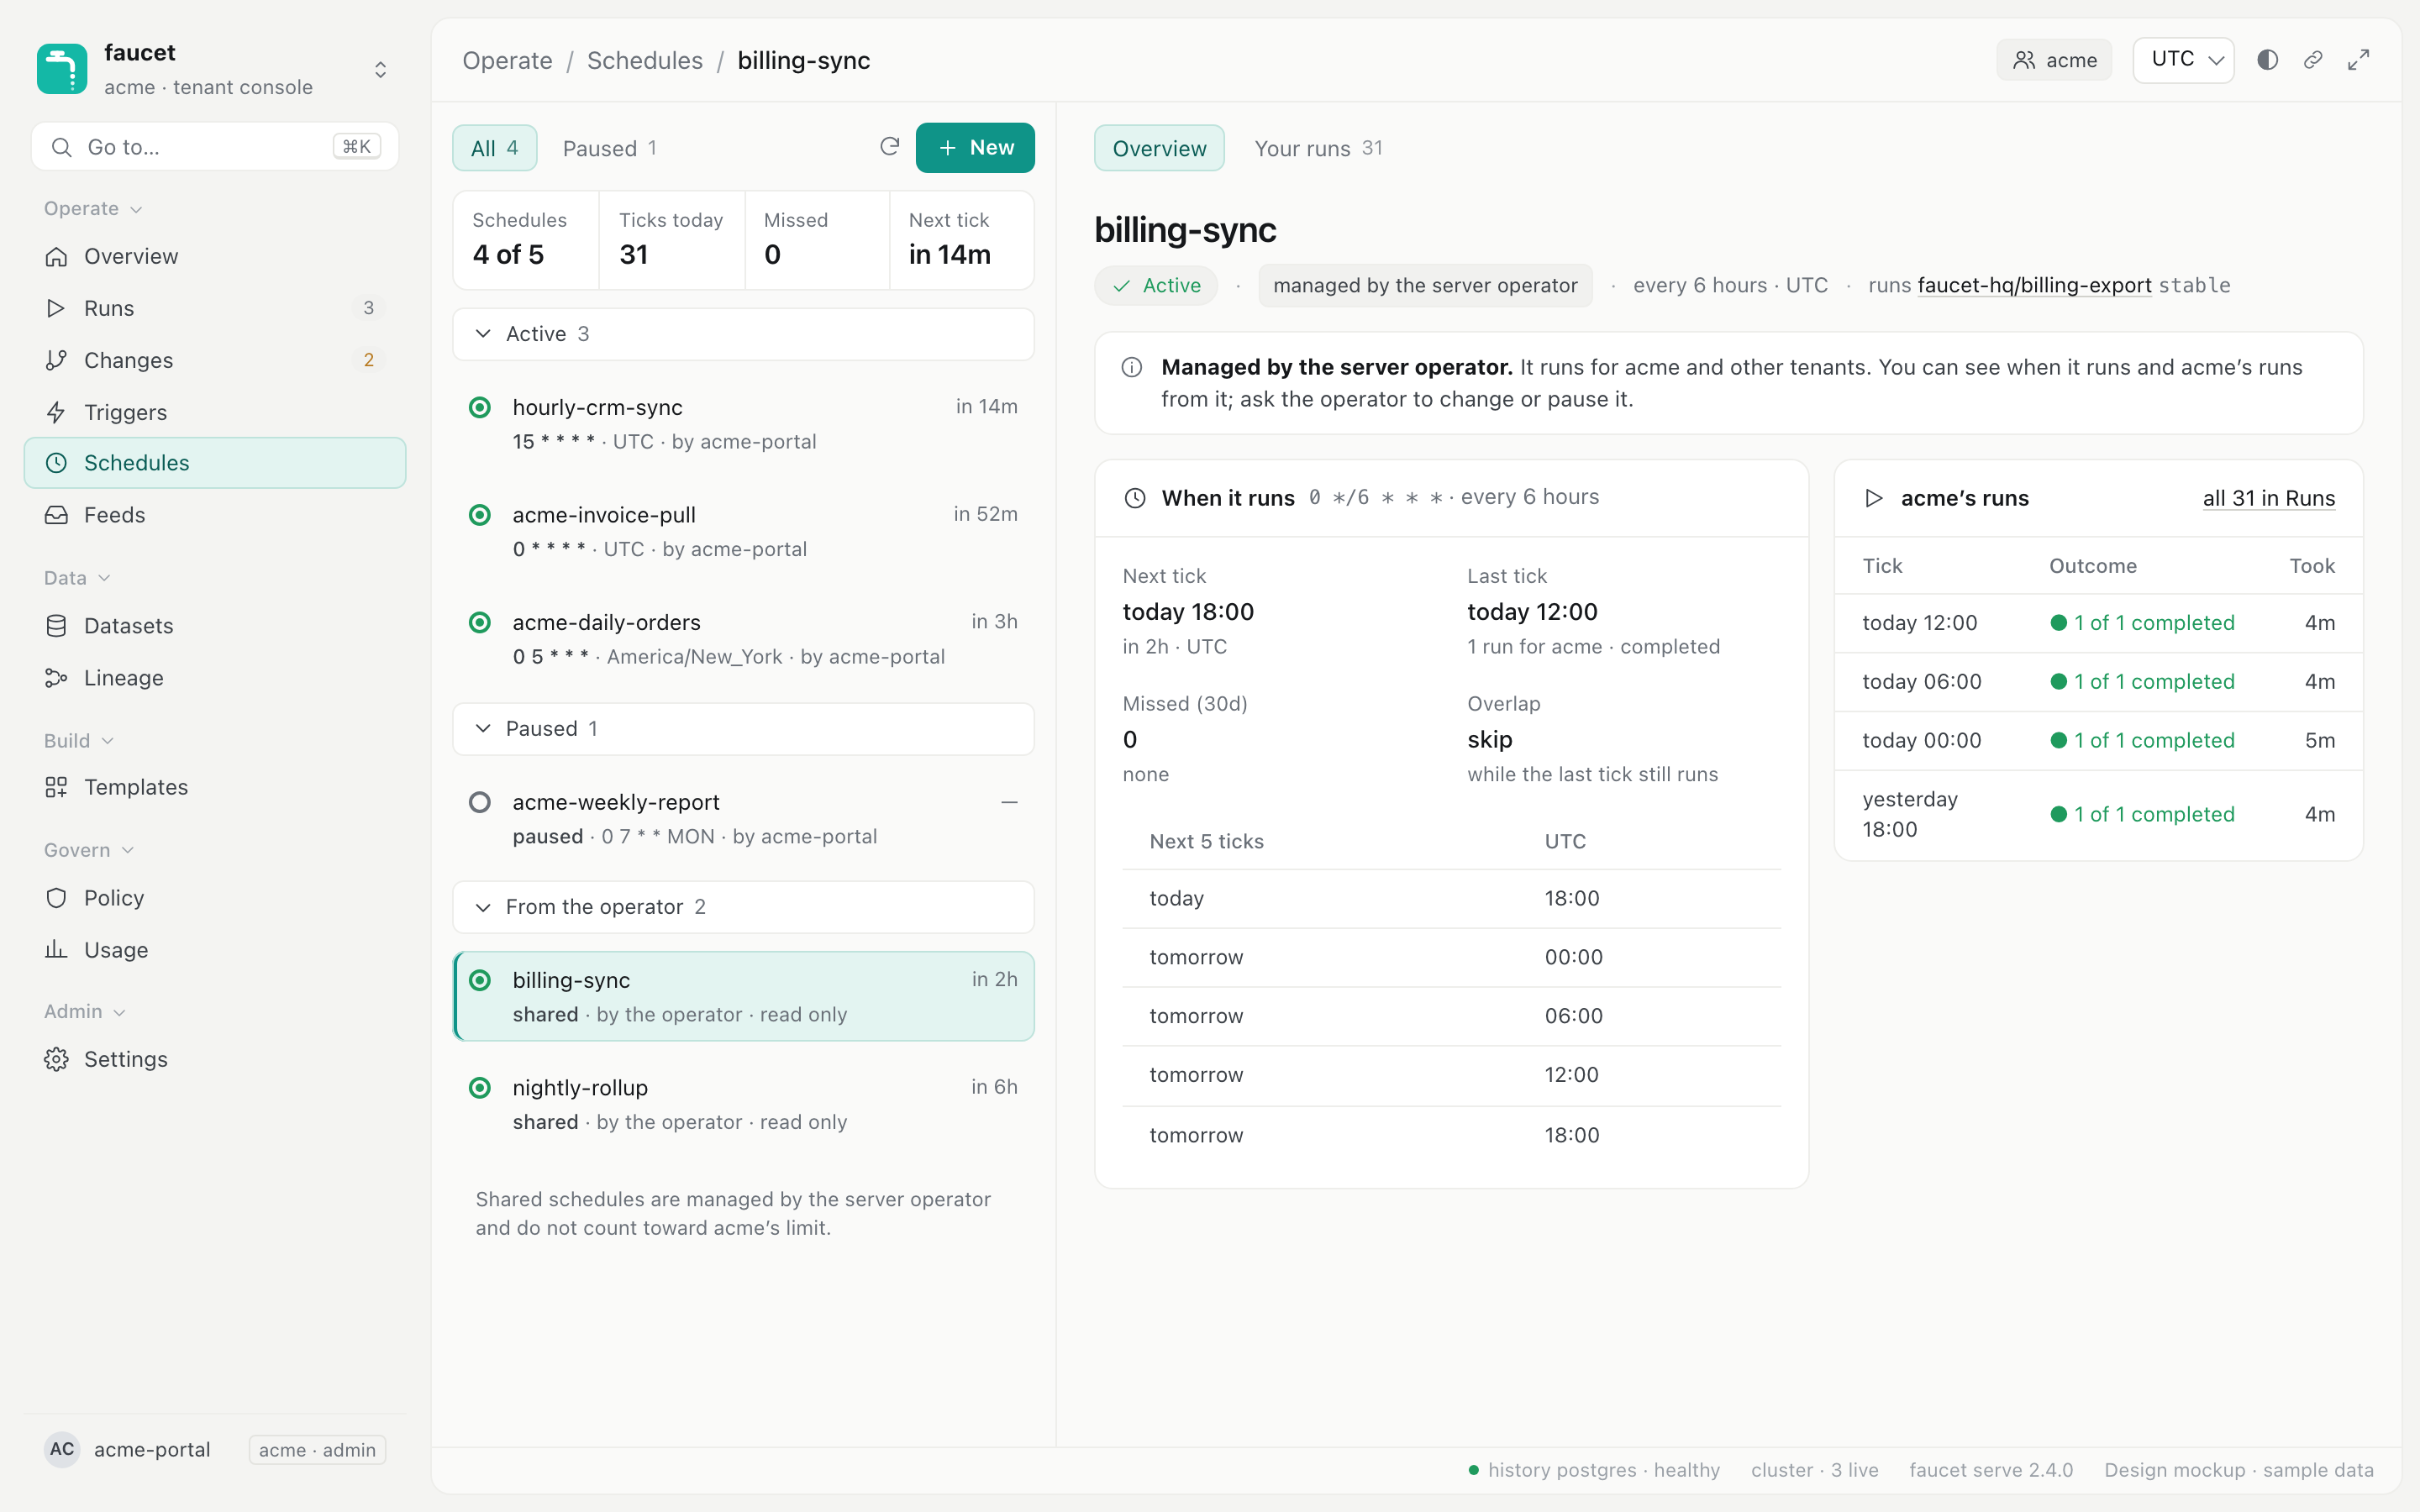 faucet
acme · tenant console
Go to...
⌘K
Operate
Overview
Runs 3
Changes 2
Triggers
Schedules
Feeds
Data
Datasets
Lineage
Build
Templates
Govern
Policy
Usage
Admin
Settings
AC acme-portal acme · admin
Operate / Schedules / billing-sync
acme
UTC
All 4 Paused 1
+ New
Schedules Ticks today Missed Next tick
4 of 5 31 0 in 14m
Active 3
hourly-crm-sync in 14m
15 * * * * · UTC · by acme-portal
acme-invoice-pull in 52m
0 * * * * · UTC · by acme-portal
acme-daily-orders in 3h
0 5 * * * · America/New_York · by acme-portal
Paused 1
acme-weekly-report —
paused · 0 7 * * MON · by acme-portal
From the operator 2
billing-sync in 2h
shared · by the operator · read only
nightly-rollup in 6h
shared · by the operator · read only
Shared schedules are managed by the server operator
and do not count toward acme’s limit.
Overview Your runs 31
billing-sync
Active · managed by the server operator · every 6 hours · UTC · runs faucet-hq/billing-export stable
Managed by the server operator. It runs for acme and other tenants. You can see when it runs and acme’s runs
from it; ask the operator to change or pause it.
When it runs 0 */6 * * * · every 6 hours
Next tick Last tick
today 18:00 today 12:00
in 2h · UTC 1 run for acme · completed
Missed (30d) Overlap
0 skip
none while the last tick still runs
Next 5 ticks UTC
today 18:00
tomorrow 00:00
tomorrow 06:00
tomorrow 12:00
tomorrow 18:00
acme’s runs all 31 in Runs
Tick Outcome Took
today 12:00 1 of 1 completed 4m
today 06:00 1 of 1 completed 4m
today 00:00 1 of 1 completed 5m
yesterday
18:00 1 of 1 completed 4m
history postgres · healthy cluster · 3 live faucet serve 2.4.0 Design mockup · sample data